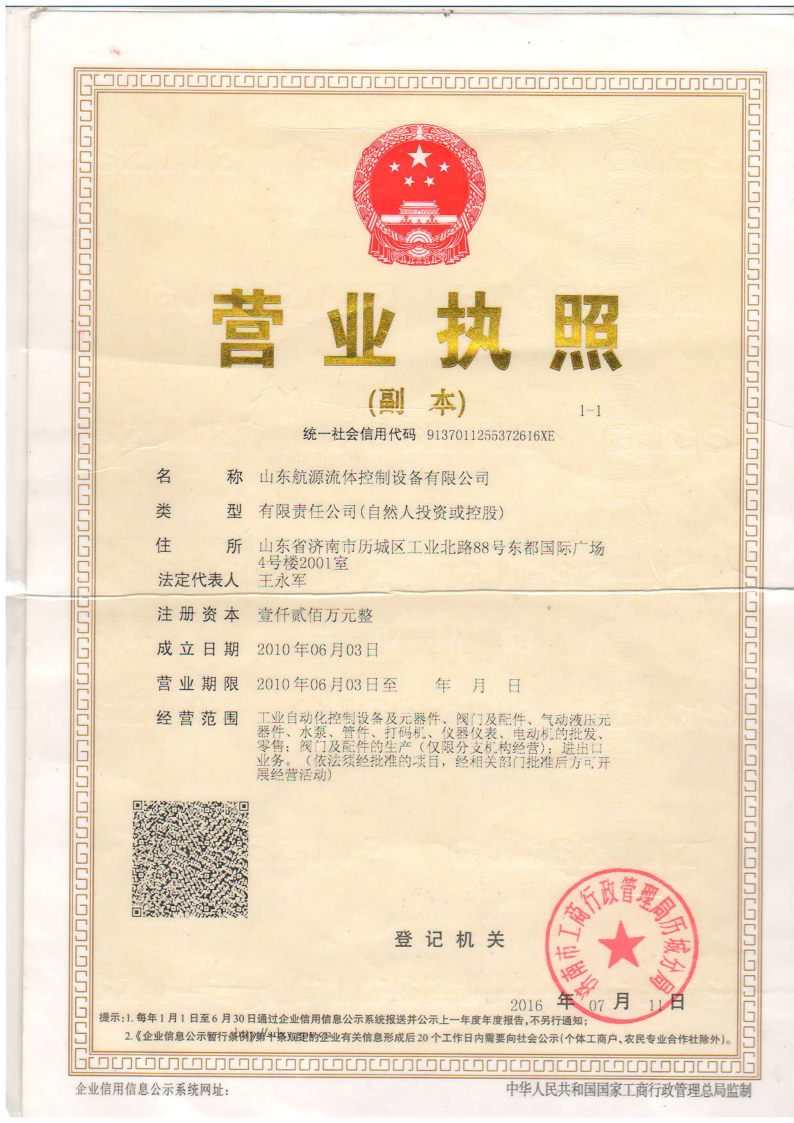 营业执照
(副 本)
1-1
统一社会信用代码 9137011255372616XE
名 称 山东航源流体控制设备有限公司
类 型 有限责任公司(自然人投资或控股)
住 所 山东省济南市历城区工业北路88号东都国际广场
4号楼2001室
法定代表人 王永军
注册资本 壹仟贰佰万元整
成立日期 2010年06月03日
营业期限 2010年06月03日至 年 月 日
经营范围 工业自动化控制设备及元器件、阀门及配件、气动液压元
器件、水泵、管件、打码机、仪器仪表、电动机的批发、
零售；阀门及配件的生产（仅限分支机构经营）；进出口
业务。（依法须经批准的项目，经相关部门批准后方可开
展经营活动）
济南市工商行政管理局历城分局
登记机关
2016 年 07 月 11 日
提示：1. 每年1月1日至6月30日通过企业信用信息公示系统报送并公示上一年度年度报告，不另行通知；
2.《企业信息公示暂行条例》第十条规定的企业有关信息形成后20个工作日内需要向社会公示（个体工商户、农民专业合作社除外）。
企业信用信息公示系统网址：
中华人民共和国国家工商行政管理总局监制